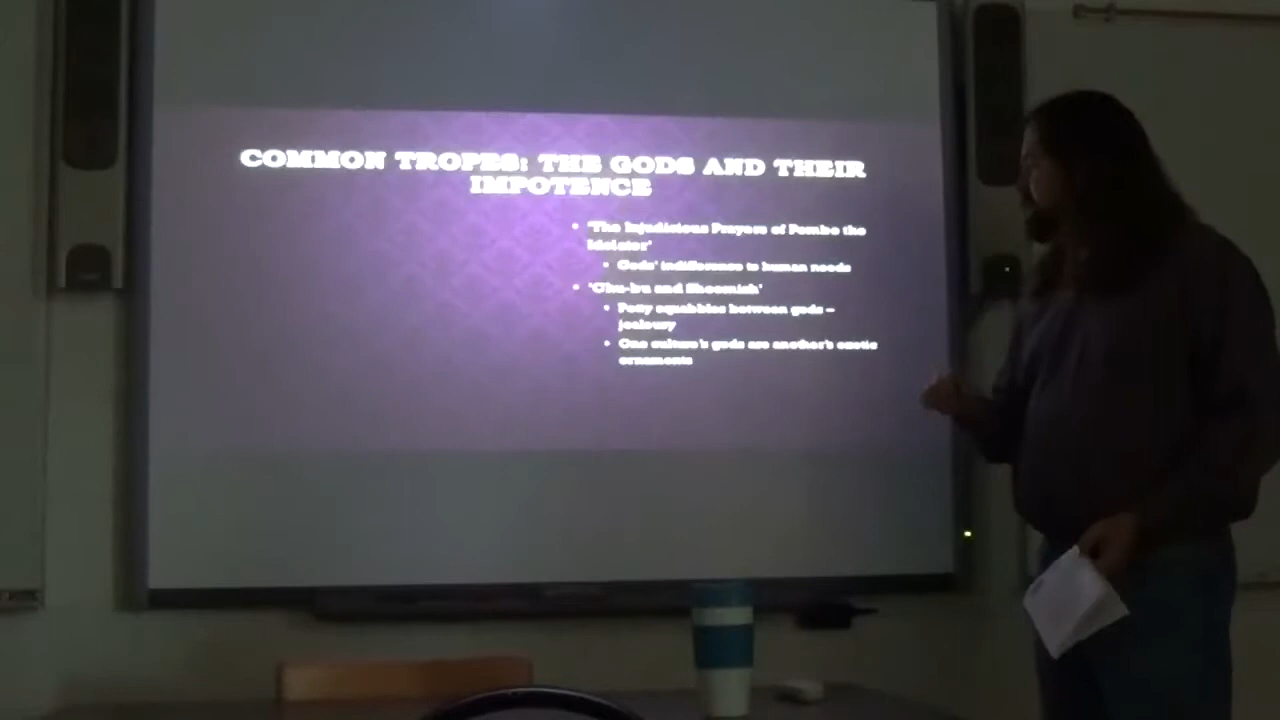 COMMON TROPES: THE GODS AND THEIR
IMPOTENCE
• 'The Injudicious Prayers of Pombo the
Idolater'
• Gods' indifference to human needs
• 'Chu-bu and Sheemish'
• Petty squabbles between gods –
jealousy
• One culture's gods are another's exotic
ornaments